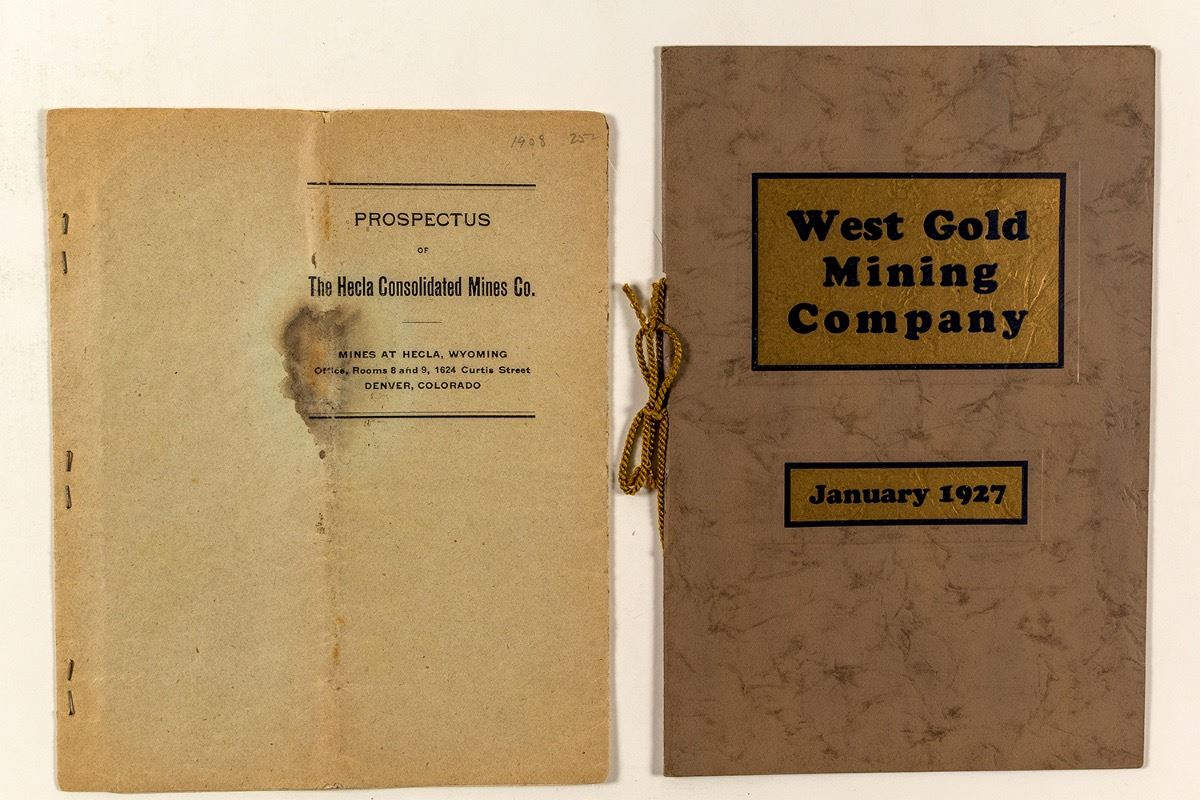 1908 25-
PROSPECTUS
OF
The Hecla Consolidated Mines Co.
MINES AT HECLA, WYOMING
Office, Rooms 8 and 9, 1624 Curtis Street
DENVER, COLORADO
West Gold
Mining
Company
January 1927